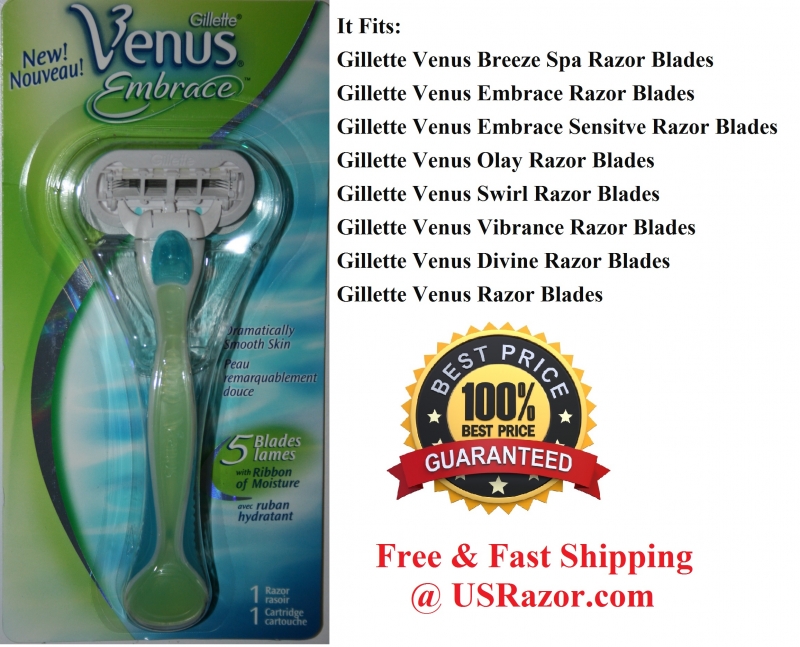 Gillette®
New!
Nouveau!
Venus®
Embrace™
Dramatically
Smooth Skin
Peau
remarquablement
douce
5 Blades
lames
with Ribbon
of Moisture
avec ruban
hydratant
1 Razor
rasoir
1 Cartridge
cartouche
It Fits:
Gillette Venus Breeze Spa Razor Blades
Gillette Venus Embrace Razor Blades
Gillette Venus Embrace Sensitve Razor Blades
Gillette Venus Olay Razor Blades
Gillette Venus Swirl Razor Blades
Gillette Venus Vibrance Razor Blades
Gillette Venus Divine Razor Blades
Gillette Venus Razor Blades
BEST PRICE
100%
BEST PRICE
GUARANTEED
Free & Fast Shipping
@ USRazor.com